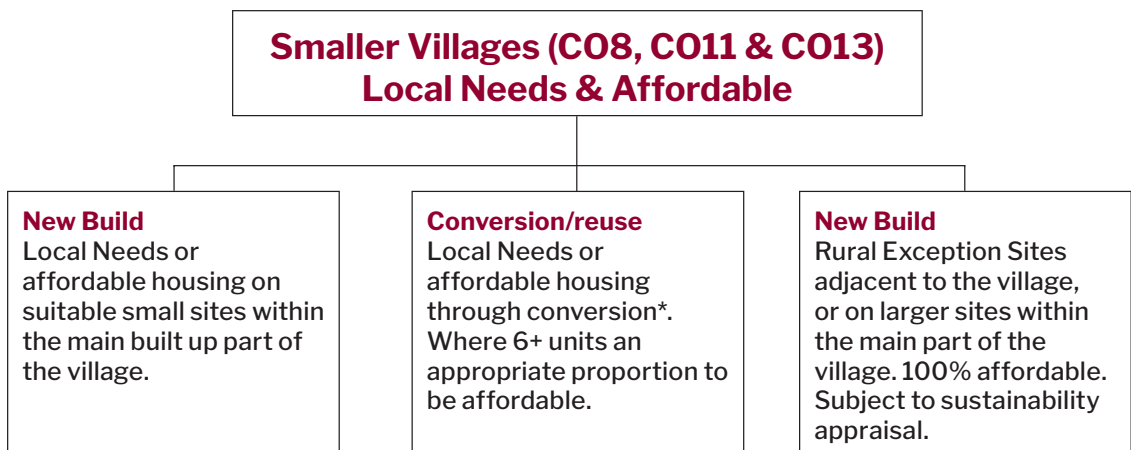 Smaller Villages (CO8, CO11 & CO13)
Local Needs & Affordable
New Build
Local Needs or
affordable housing on
suitable small sites within
the main built up part of
the village.
Conversion/reuse
Local Needs or
affordable housing
through conversion*.
Where 6+ units an
appropriate proportion to
be affordable.
New Build
Rural Exception Sites
adjacent to the village,
or on larger sites within
the main part of the
village. 100% affordable.
Subject to sustainability
appraisal.